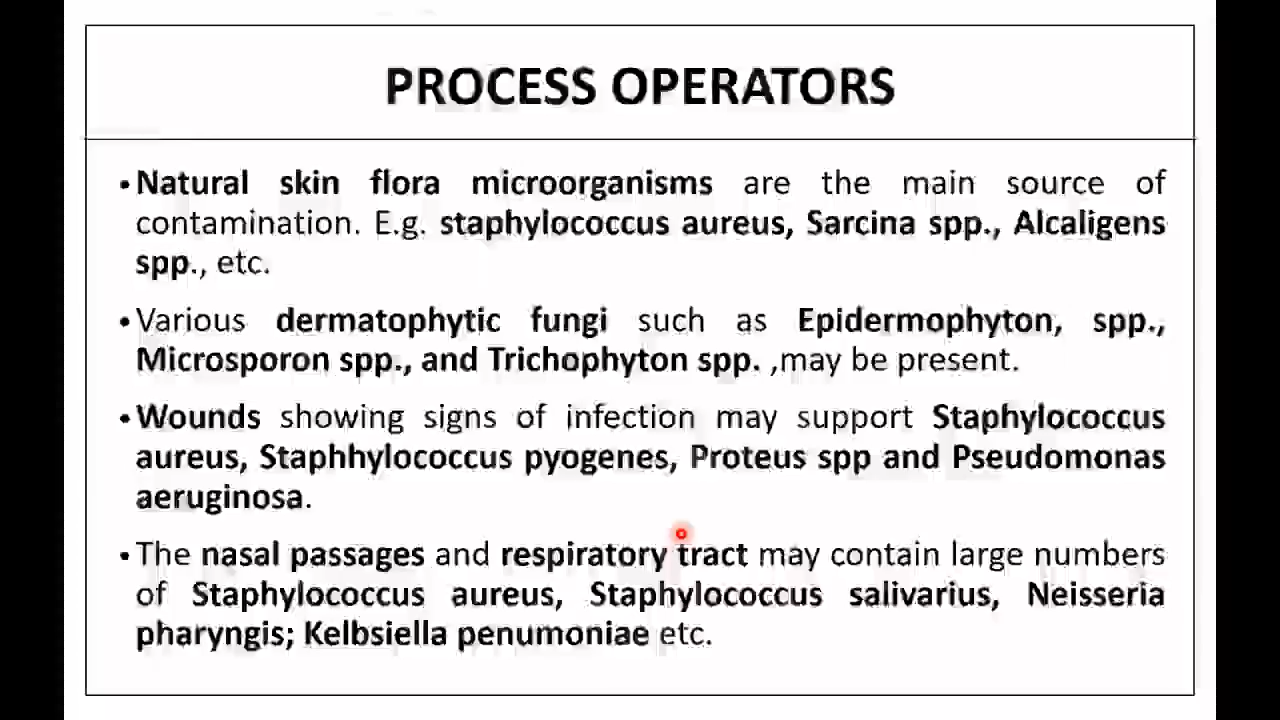 PROCESS OPERATORS
•Natural skin flora microorganisms are the main source of
contamination. E.g. staphylococcus aureus, Sarcina spp., Alcaligens
spp., etc.
•Various dermatophytic fungi such as Epidermophyton, spp.,
Microsporon spp., and Trichophyton spp. ,may be present.
•Wounds showing signs of infection may support Staphylococcus
aureus, Staphhylococcus pyogenes, Proteus spp and Pseudomonas
aeruginosa.
•The nasal passages and respiratory tract may contain large numbers
of Staphylococcus aureus, Staphylococcus salivarius, Neisseria
pharyngis; Kelbsiella penumoniae etc.